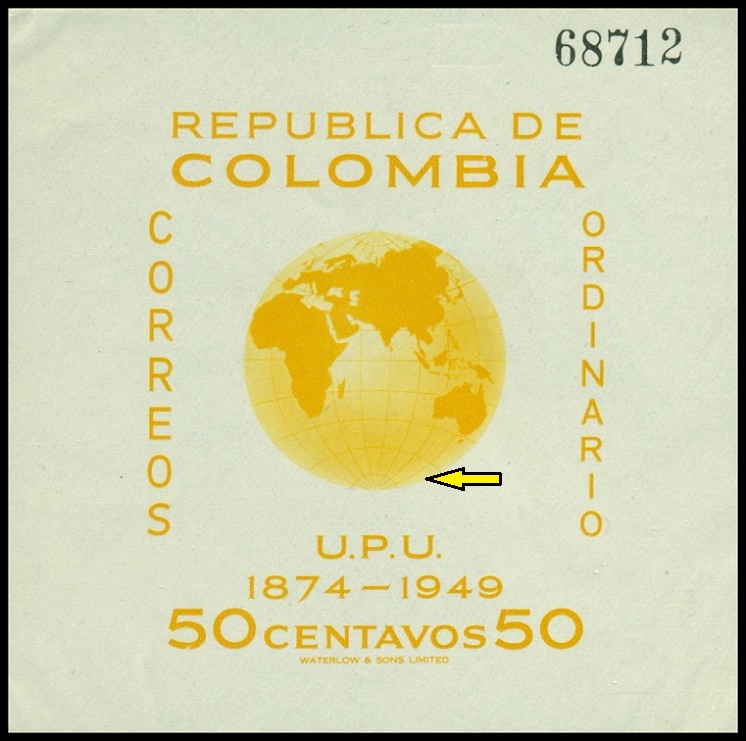 68712
REPUBLICA DE
COLOMBIA
CORREOS
ORDINARIO
U.P.U.
1874-1949
50 CENTAVOS 50
WATERLOW & SONS LIMITED